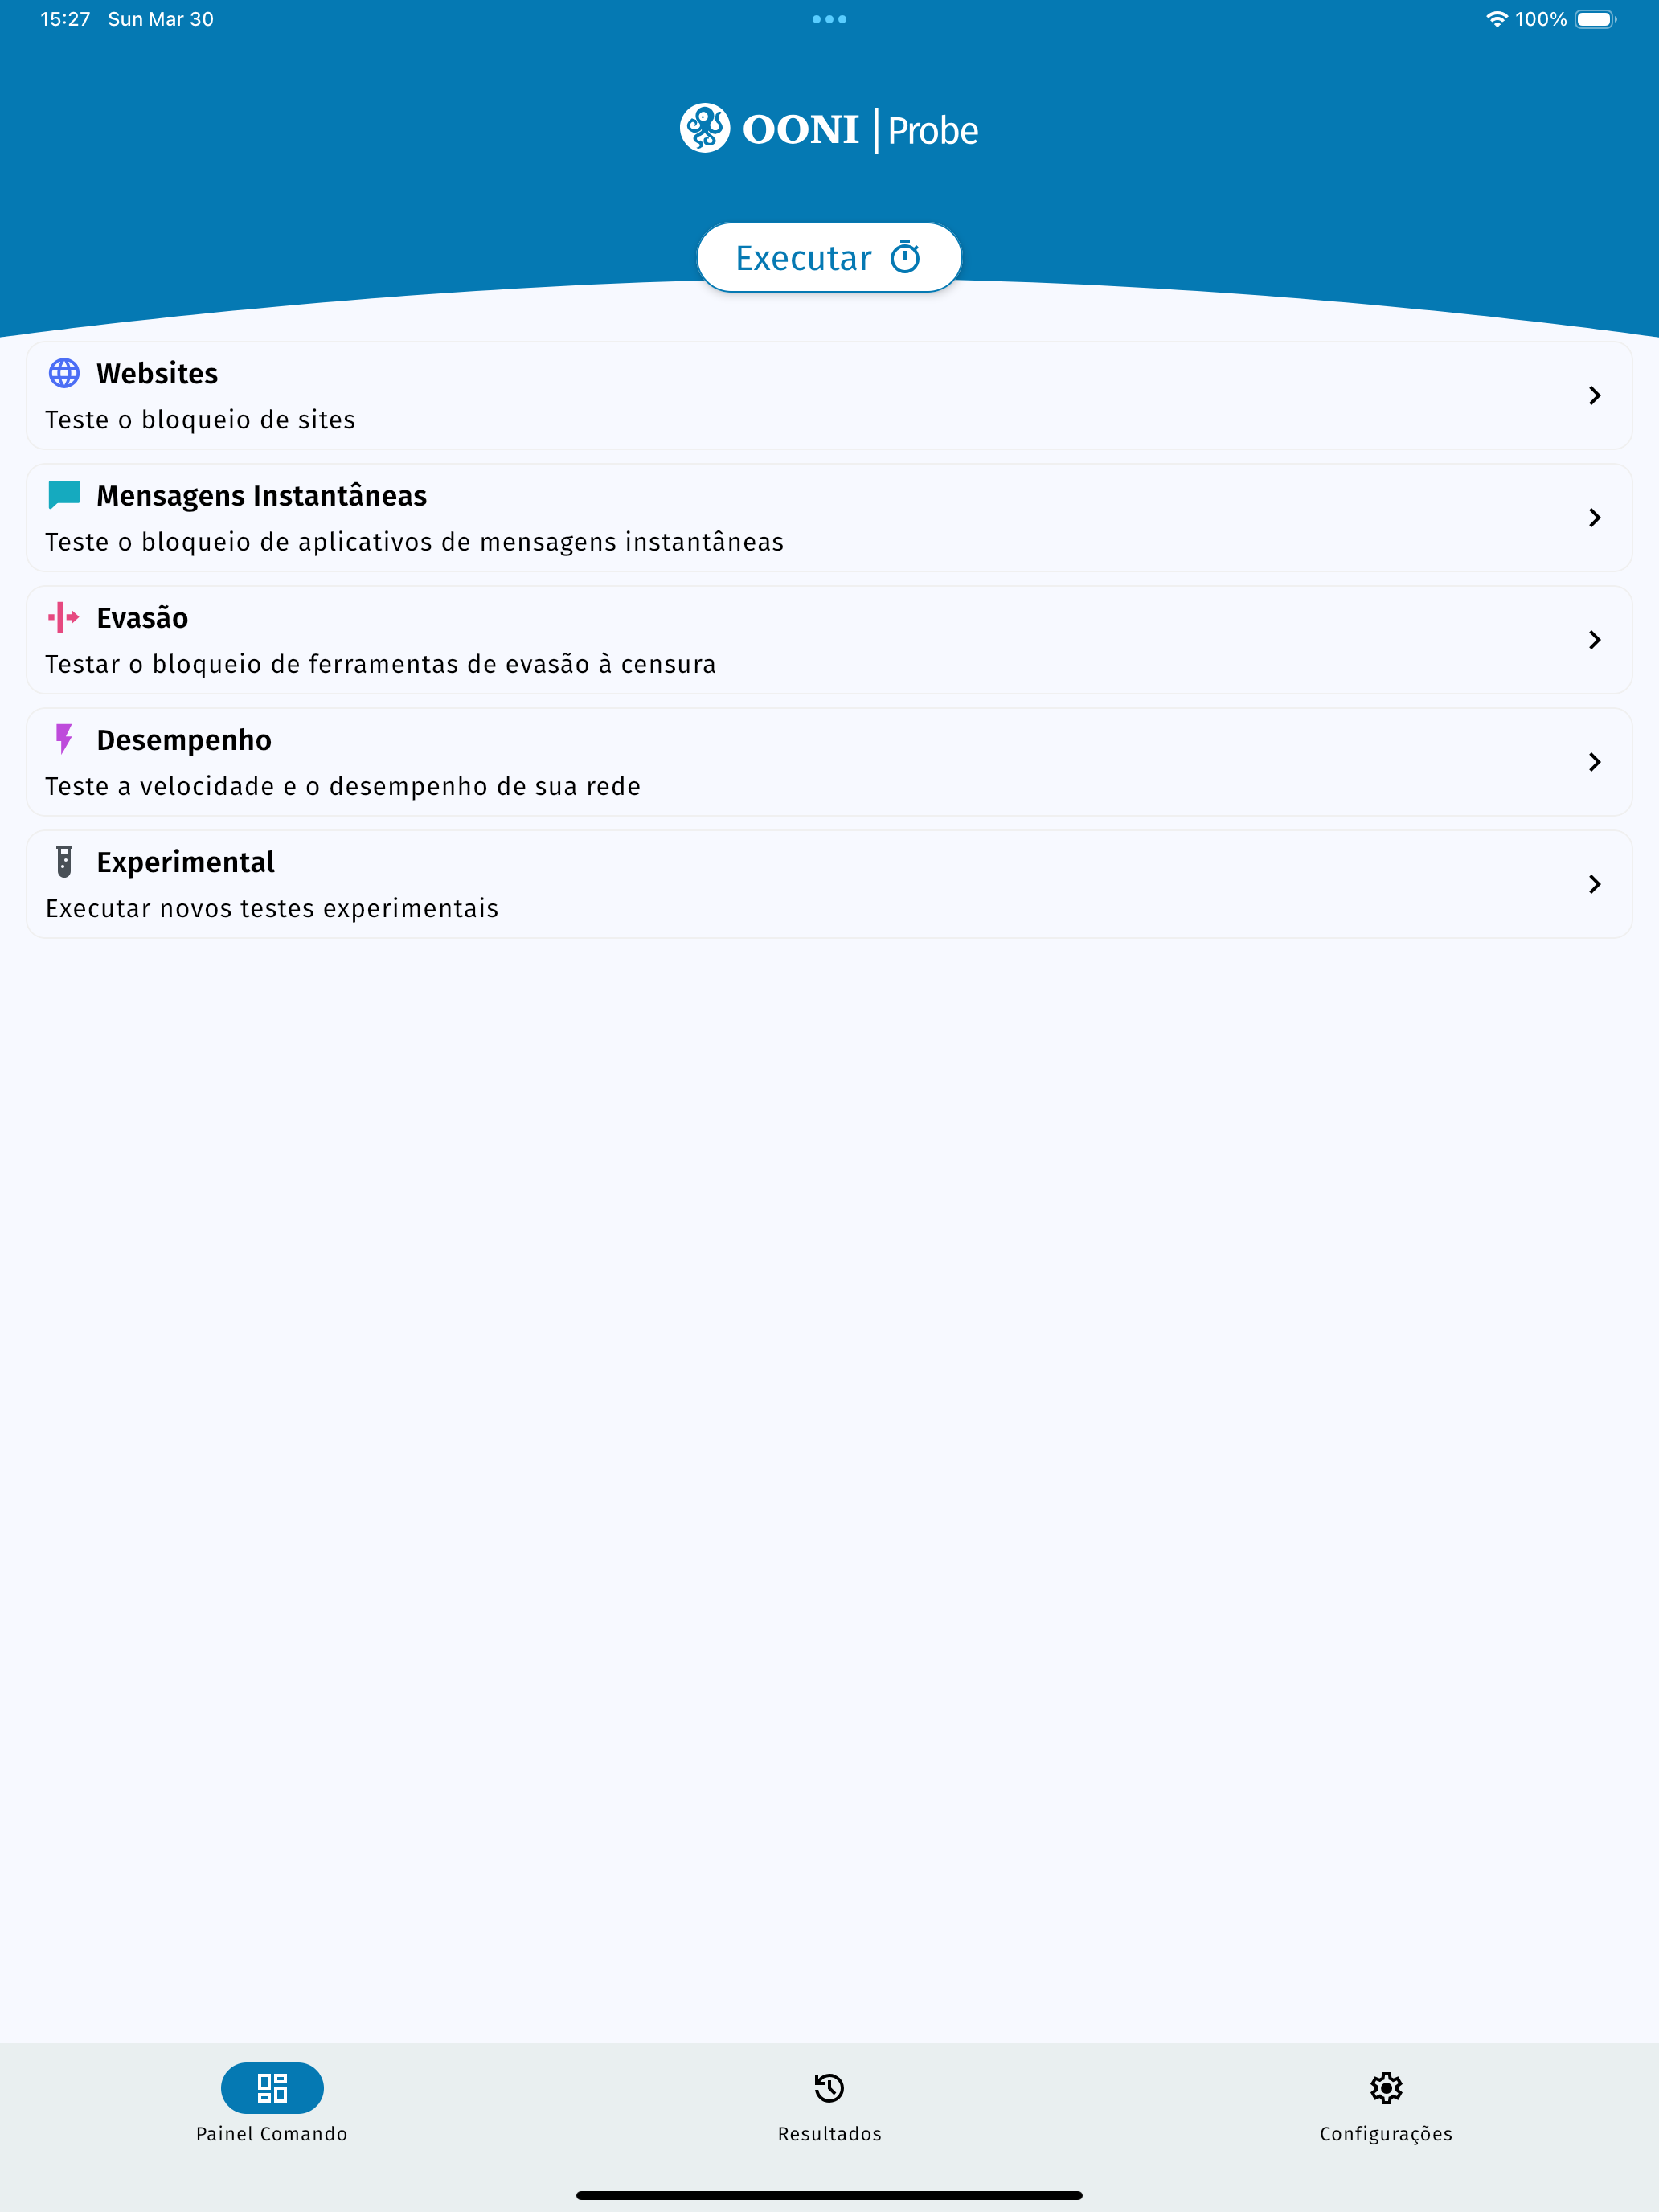 15:27 Sun Mar 30
100%
OONI | Probe
Executar
Websites
Teste o bloqueio de sites
Mensagens Instantâneas
Teste o bloqueio de aplicativos de mensagens instantâneas
Evasão
Testar o bloqueio de ferramentas de evasão à censura
Desempenho
Teste a velocidade e o desempenho de sua rede
Experimental
Executar novos testes experimentais
Painel Comando
Resultados
Configurações